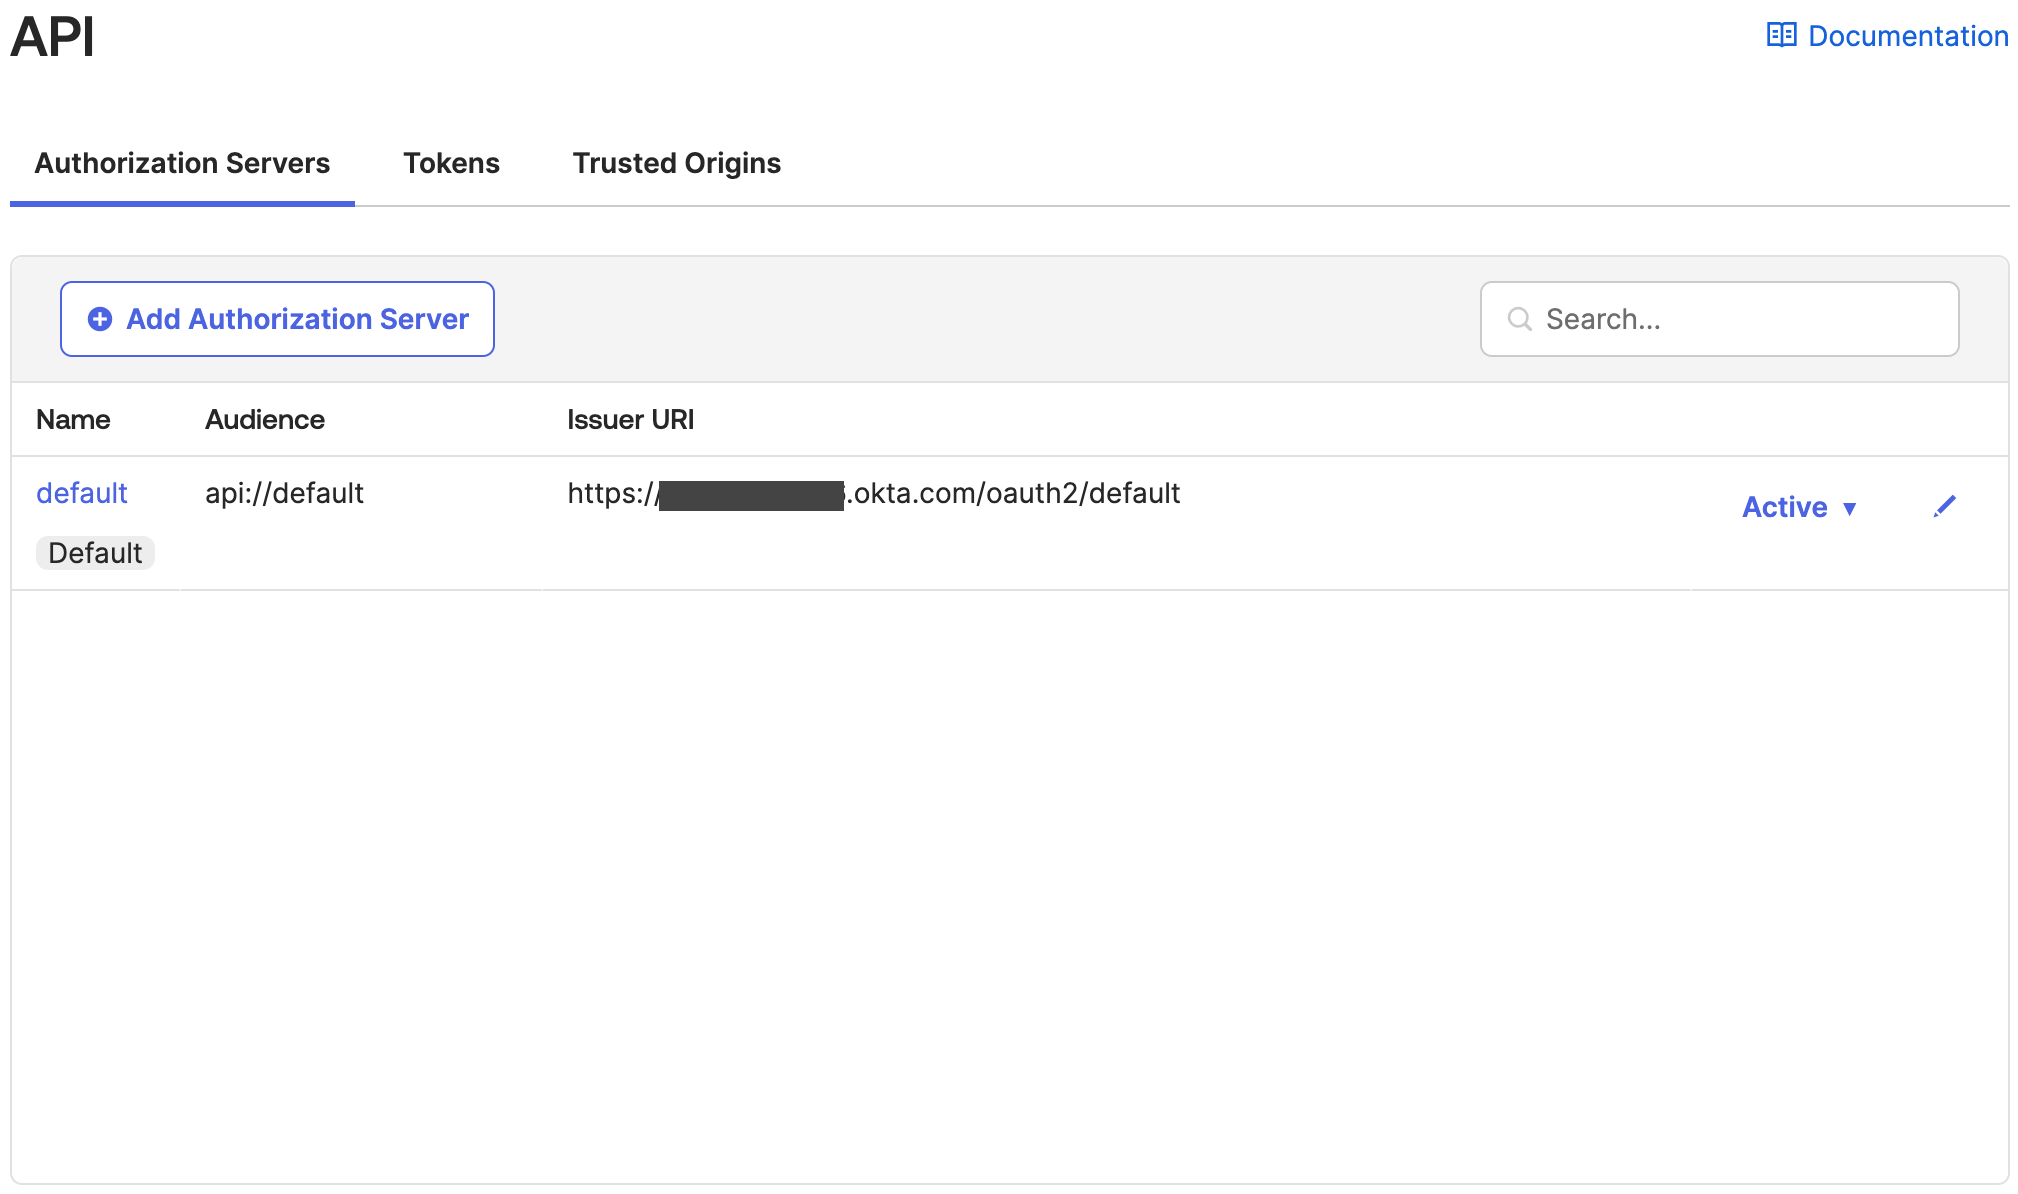 API
Documentation
Authorization Servers Tokens Trusted Origins
Add Authorization Server Search...
Name Audience Issuer URI
default api://default https:// .okta.com/oauth2/default Active
Default